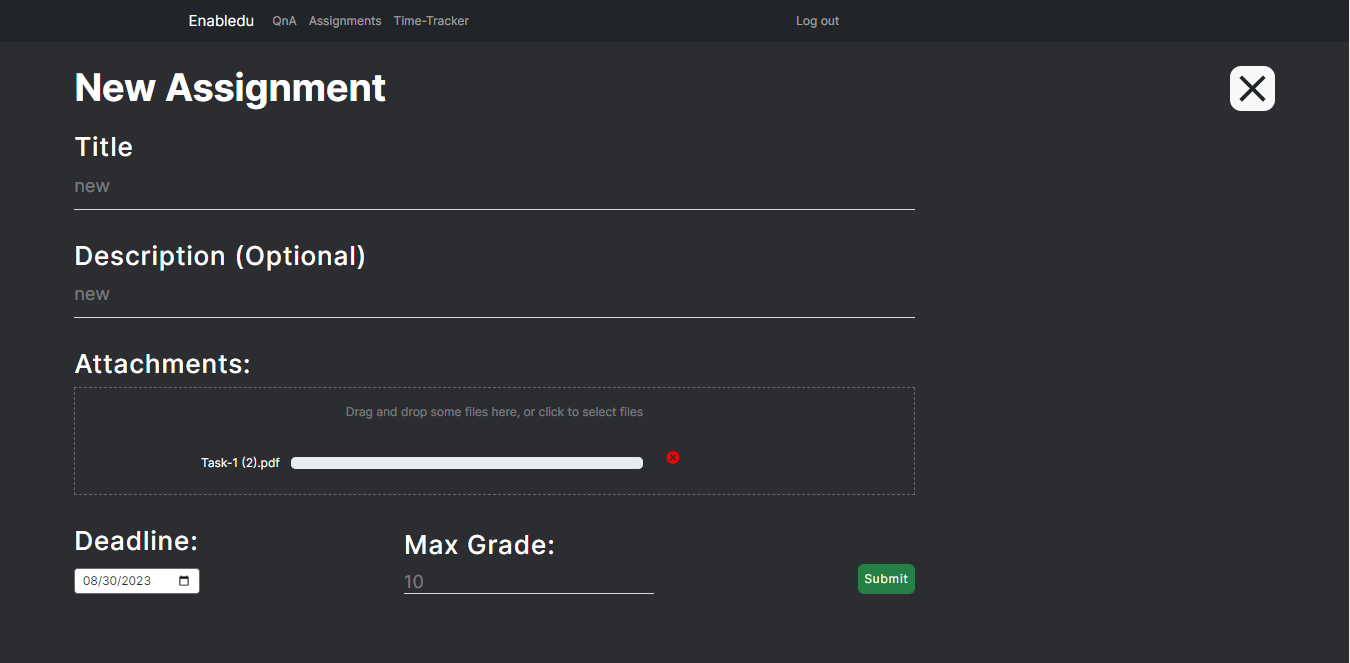 Enabledu QnA Assignments Time-Tracker Log out
New Assignment
Title
new
Description (Optional)
new
Attachments:
Drag and drop some files here, or click to select files
Task-1 (2).pdf
Deadline: Max Grade:
08/30/2023 10 Submit